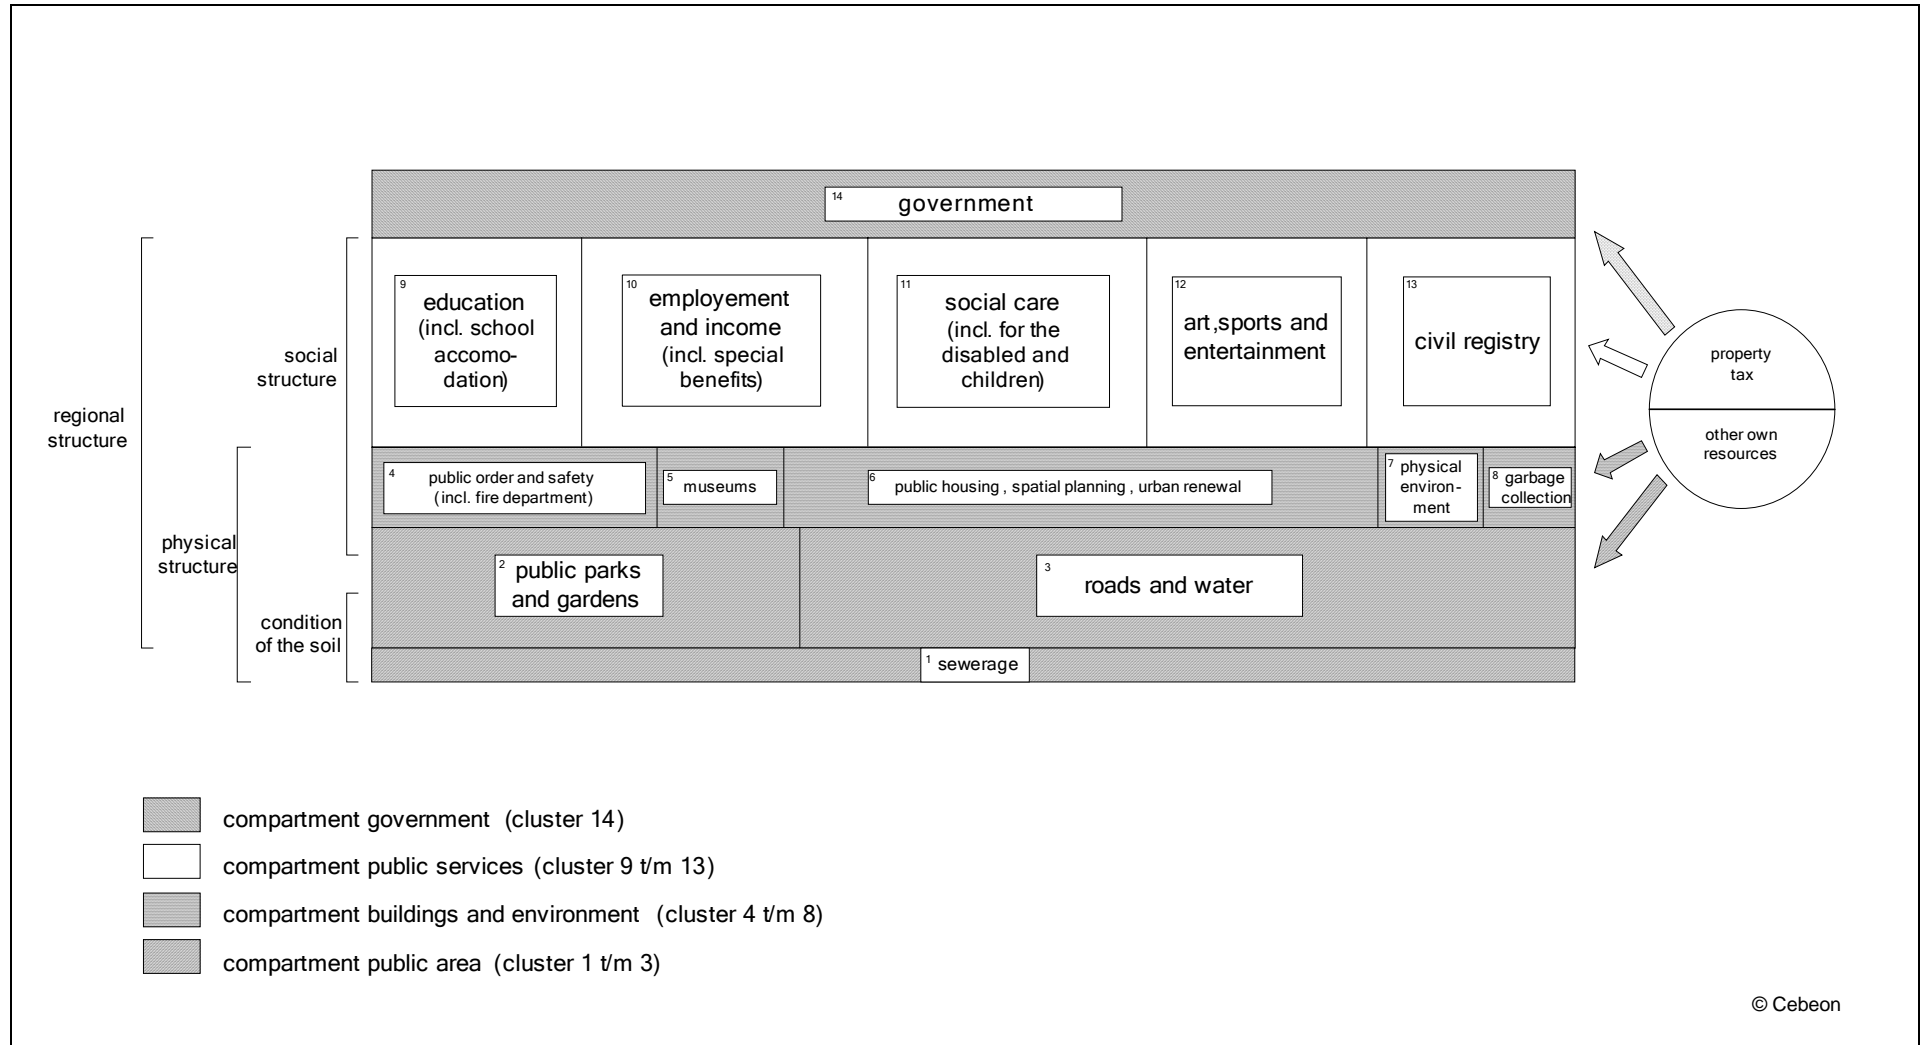 14
government
9
education
(incl. school
accomo-
dation)
10
employement
and income
(incl. special
benefits)
11
social care
(incl. for the
disabled and
children)
12
art,sports and
entertainment
13
civil registry
social
structure
regional
structure
physical
structure
condition
of the soil
4
public order and safety
(incl. fire department)
5
museums
6
public housing , spatial planning , urban renewal
7
physical
environ-
ment
8
garbage
collection
2
public parks
and gardens
3
roads and water
1
sewerage
property
tax
other own
resources
compartment government (cluster 14)
compartment public services (cluster 9 t/m 13)
compartment buildings and environment (cluster 4 t/m 8)
compartment public area (cluster 1 t/m 3)
© Cebeon